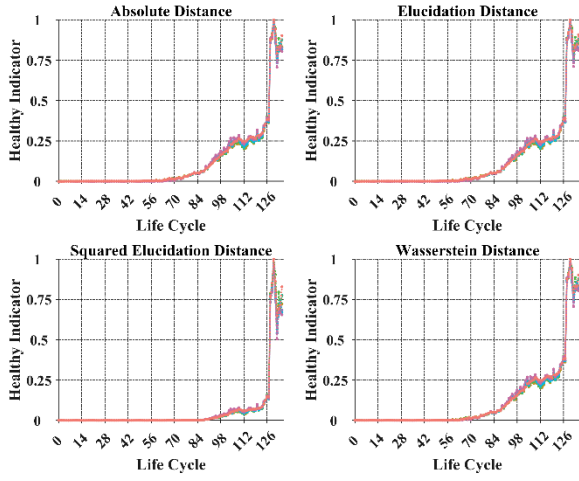 Absolute Distance
Healthy Indicator
1
0.75
0.5
0.25
0
0 14 28 42 56 70 84 98 112 126
Life Cycle
Elucidation Distance
Healthy Indicator
1
0.75
0.5
0.25
0
0 14 28 42 56 70 84 98 112 126
Life Cycle
Squared Elucidation Distance
Healthy Indicator
1
0.75
0.5
0.25
0
0 14 28 42 56 70 84 98 112 126
Life Cycle
Wasserstein Distance
Healthy Indicator
1
0.75
0.5
0.25
0
0 14 28 42 56 70 84 98 112 126
Life Cycle